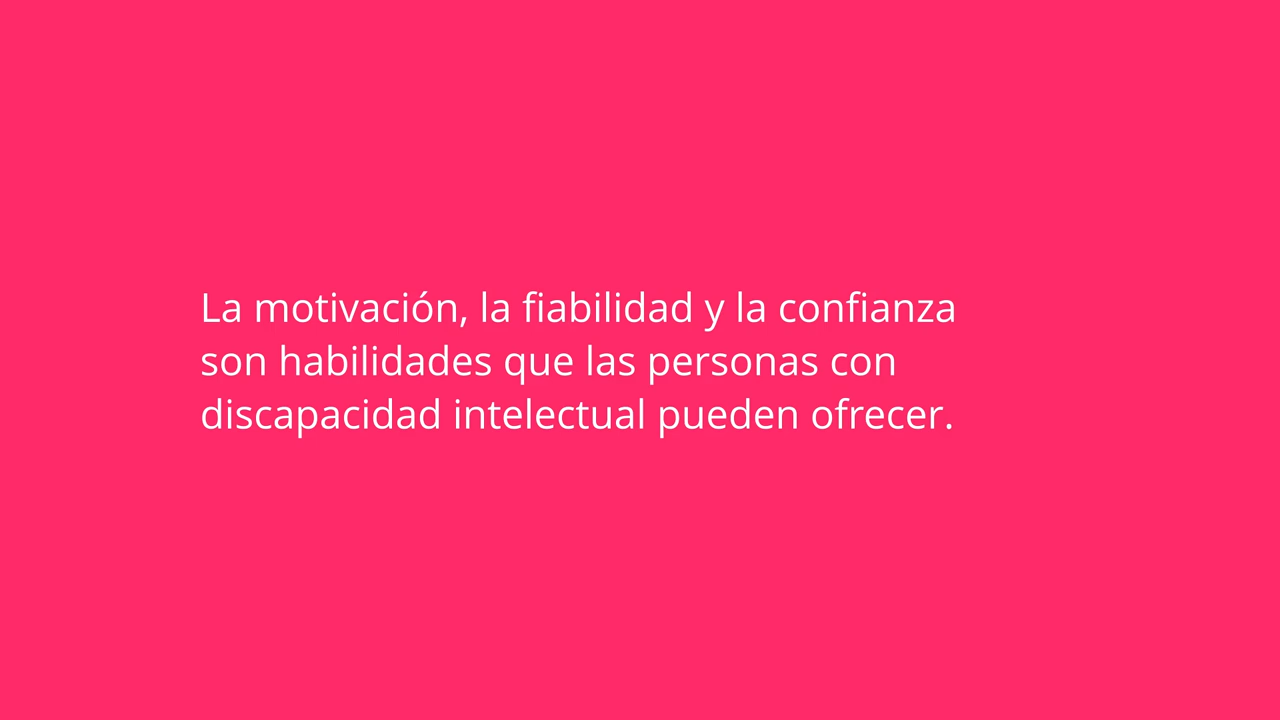 La motivación, la fiabilidad y la confianza
son habilidades que las personas con
discapacidad intelectual pueden ofrecer.